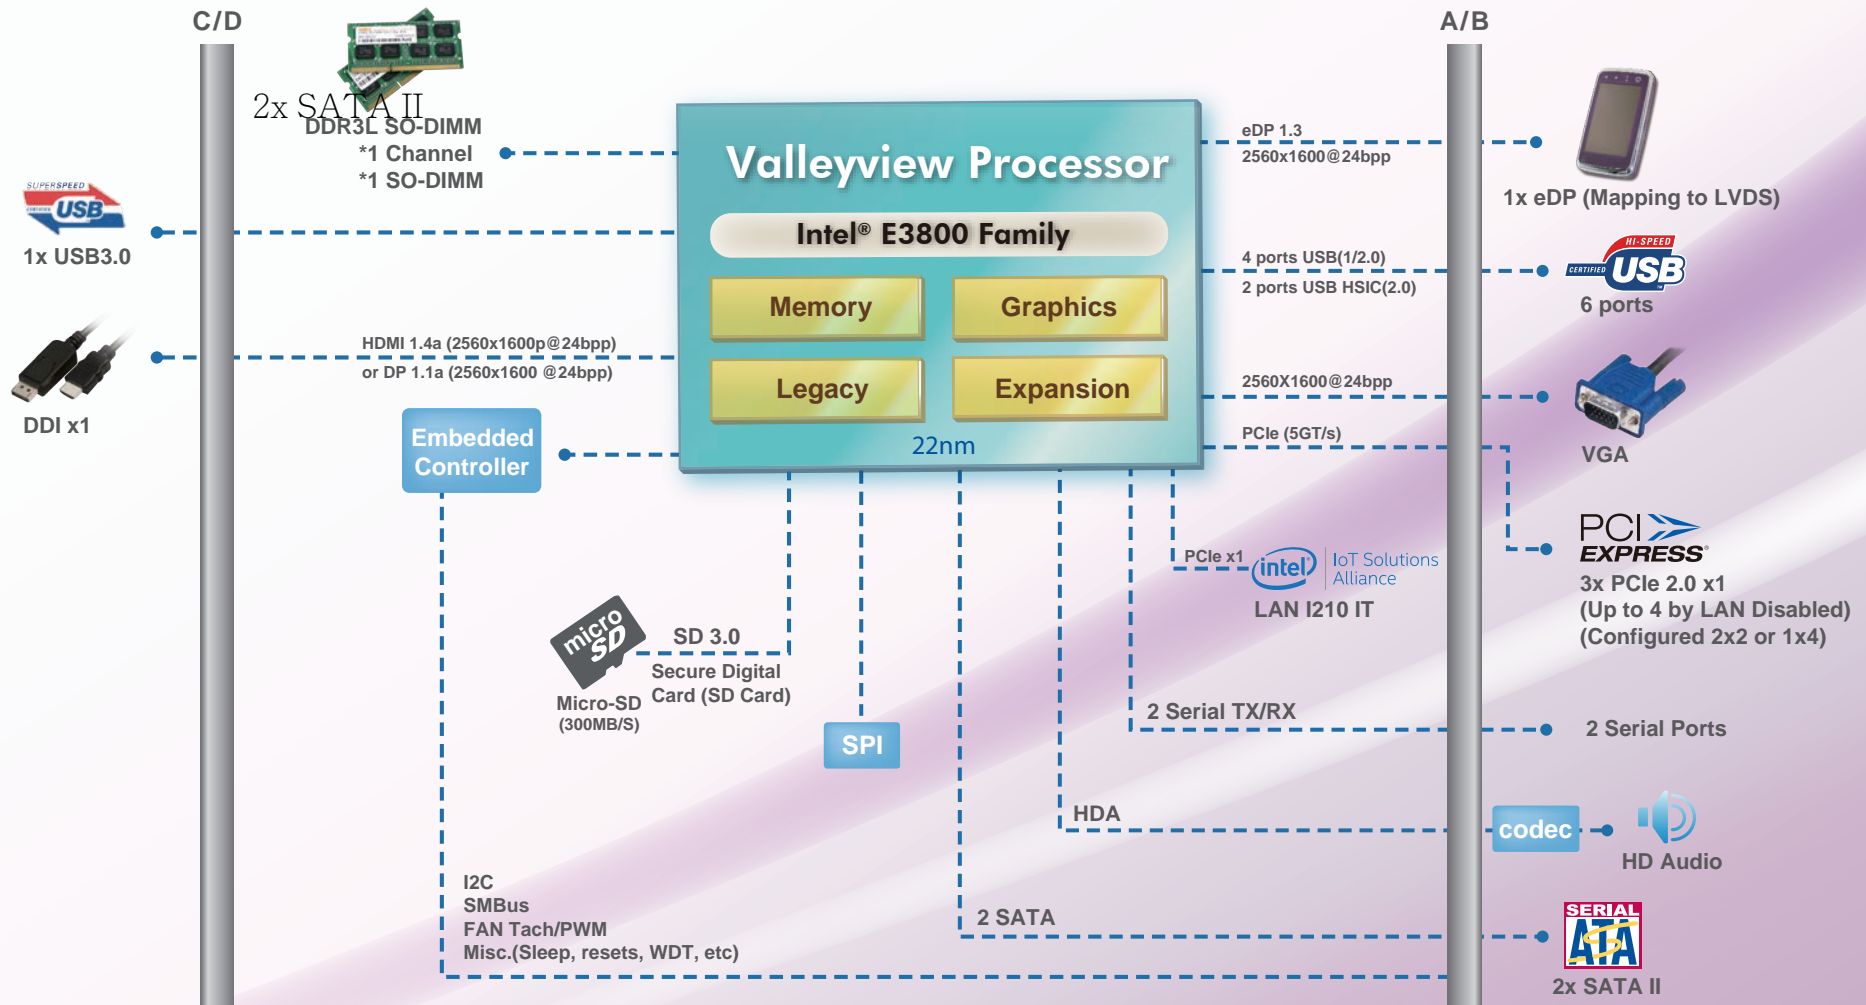 C/D
A/B
2x SATA II
DDR3L SO-DIMM
*1 Channel
*1 SO-DIMM
SUPERSPEED
CERTIFIED
USB
1x USB3.0
HDMI 1.4a (2560x1600p@24bpp)
or DP 1.1a (2560x1600 @24bpp)
DDI x1
Embedded
Controller
Valleyview Processor
Intel® E3800 Family
Memory
Graphics
Legacy
Expansion
22nm
eDP 1.3
2560x1600@24bpp
1x eDP (Mapping to LVDS)
4 ports USB(1/2.0)
2 ports USB HSIC(2.0)
HI-SPEED
CERTIFIED USB
6 ports
2560X1600@24bpp
VGA
PCIe (5GT/s)
PCI
EXPRESS®
3x PCIe 2.0 x1
(Up to 4 by LAN Disabled)
(Configured 2x2 or 1x4)
PCIe x1
intel® IoT Solutions
Alliance
LAN I210 IT
micro
SD
SD 3.0
Secure Digital
Card (SD Card)
Micro-SD
(300MB/S)
SPI
2 Serial TX/RX
2 Serial Ports
HDA
codec
HD Audio
I2C
SMBus
FAN Tach/PWM
Misc.(Sleep, resets, WDT, etc)
2 SATA
SERIAL
ATA
2x SATA II